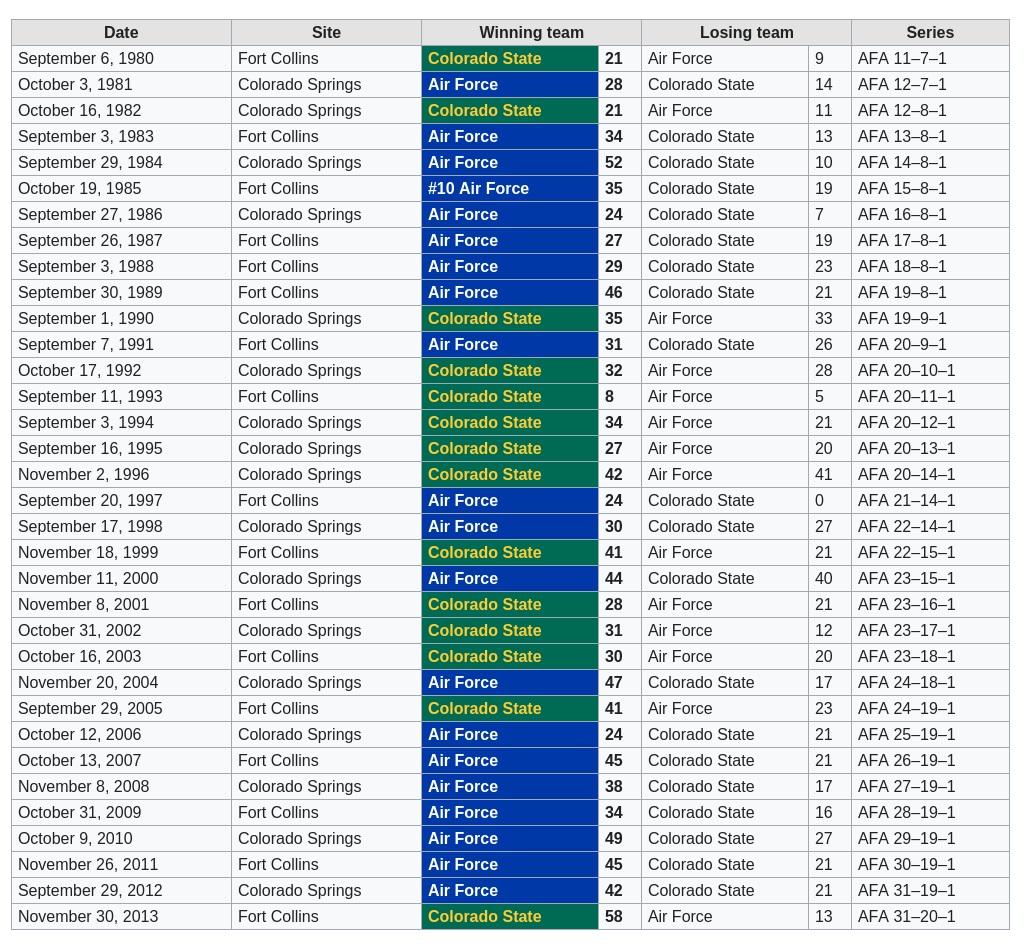 Date Site Winning team Losing team Series
September 6, 1980 Fort Collins Colorado State 21 Air Force 9 AFA 11–7–1
October 3, 1981 Colorado Springs Air Force 28 Colorado State 14 AFA 12–7–1
October 16, 1982 Colorado Springs Colorado State 21 Air Force 11 AFA 12–8–1
September 3, 1983 Fort Collins Air Force 34 Colorado State 13 AFA 13–8–1
September 29, 1984 Colorado Springs Air Force 52 Colorado State 10 AFA 14–8–1
October 19, 1985 Fort Collins #10 Air Force 35 Colorado State 19 AFA 15–8–1
September 27, 1986 Colorado Springs Air Force 24 Colorado State 7 AFA 16–8–1
September 26, 1987 Fort Collins Air Force 27 Colorado State 19 AFA 17–8–1
September 3, 1988 Fort Collins Air Force 29 Colorado State 23 AFA 18–8–1
September 30, 1989 Fort Collins Air Force 46 Colorado State 21 AFA 19–8–1
September 1, 1990 Colorado Springs Colorado State 35 Air Force 33 AFA 19–9–1
September 7, 1991 Fort Collins Air Force 31 Colorado State 26 AFA 20–9–1
October 17, 1992 Colorado Springs Colorado State 32 Air Force 28 AFA 20–10–1
September 11, 1993 Fort Collins Colorado State 8 Air Force 5 AFA 20–11–1
September 3, 1994 Colorado Springs Colorado State 34 Air Force 21 AFA 20–12–1
September 16, 1995 Colorado Springs Colorado State 27 Air Force 20 AFA 20–13–1
November 2, 1996 Colorado Springs Colorado State 42 Air Force 41 AFA 20–14–1
September 20, 1997 Fort Collins Air Force 24 Colorado State 0 AFA 21–14–1
September 17, 1998 Colorado Springs Air Force 30 Colorado State 27 AFA 22–14–1
November 18, 1999 Fort Collins Colorado State 41 Air Force 21 AFA 22–15–1
November 11, 2000 Colorado Springs Air Force 44 Colorado State 40 AFA 23–15–1
November 8, 2001 Fort Collins Colorado State 28 Air Force 21 AFA 23–16–1
October 31, 2002 Colorado Springs Colorado State 31 Air Force 12 AFA 23–17–1
October 16, 2003 Fort Collins Colorado State 30 Air Force 20 AFA 23–18–1
November 20, 2004 Colorado Springs Air Force 47 Colorado State 17 AFA 24–18–1
September 29, 2005 Fort Collins Colorado State 41 Air Force 23 AFA 24–19–1
October 12, 2006 Colorado Springs Air Force 24 Colorado State 21 AFA 25–19–1
October 13, 2007 Fort Collins Air Force 45 Colorado State 21 AFA 26–19–1
November 8, 2008 Colorado Springs Air Force 38 Colorado State 17 AFA 27–19–1
October 31, 2009 Fort Collins Air Force 34 Colorado State 16 AFA 28–19–1
October 9, 2010 Colorado Springs Air Force 49 Colorado State 27 AFA 29–19–1
November 26, 2011 Fort Collins Air Force 45 Colorado State 21 AFA 30–19–1
September 29, 2012 Colorado Springs Air Force 42 Colorado State 21 AFA 31–19–1
November 30, 2013 Fort Collins Colorado State 58 Air Force 13 AFA 31–20–1